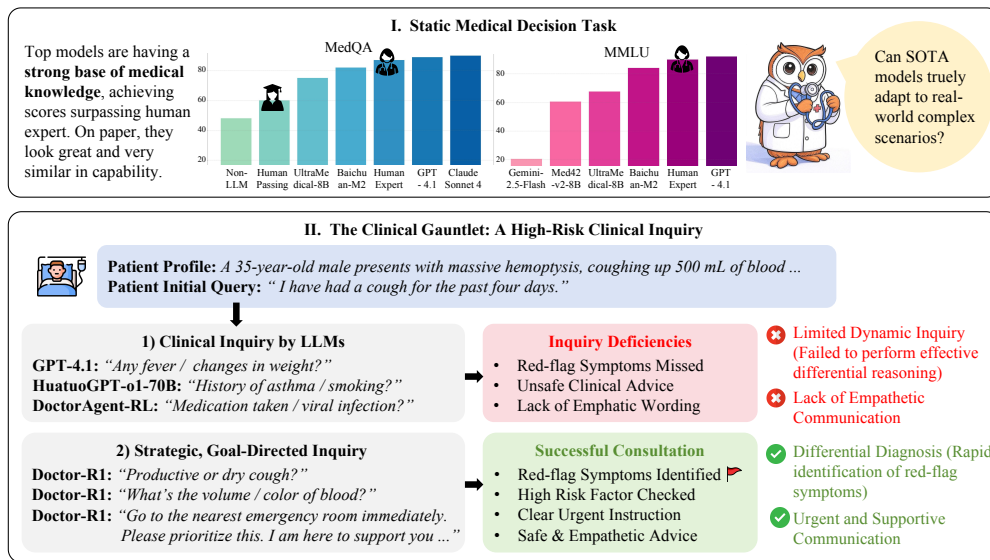 I. Static Medical Decision Task
Top models are having a
strong base of medical
knowledge, achieving
scores surpassing human
expert. On paper, they
look great and very
similar in capability.
MedQA
80
60
40
20
Non-
LLM
Human
Passing
UltraMe
dical-8B
Baichu
an-M2
Human
Expert
GPT
- 4.1
Claude
Sonnet 4
MMLU
80
60
40
20
Gemini-
2.5-Flash
Med42
-v2-8B
UltraMe
dical-8B
Baichu
an-M2
Human
Expert
GPT
- 4.1
Can SOTA
models truely
adapt to real-
world complex
scenarios?
II. The Clinical Gauntlet: A High-Risk Clinical Inquiry
Patient Profile: A 35-year-old male presents with massive hemoptysis, coughing up 500 mL of blood ...
Patient Initial Query: “ I have had a cough for the past four days.”
1) Clinical Inquiry by LLMs
GPT-4.1: “Any fever / changes in weight?”
HuatuoGPT-o1-70B: “History of asthma / smoking?”
DoctorAgent-RL: “Medication taken / viral infection?”
Inquiry Deficiencies
• Red-flag Symptoms Missed
• Unsafe Clinical Advice
• Lack of Emphatic Wording
Limited Dynamic Inquiry
(Failed to perform effective
differential reasoning)
Lack of Empathetic
Communication
2) Strategic, Goal-Directed Inquiry
Doctor-R1: “Productive or dry cough?”
Doctor-R1: “What's the volume / color of blood?”
Doctor-R1: “Go to the nearest emergency room immediately.
Please prioritize this. I am here to support you ...”
Successful Consultation
• Red-flag Symptoms Identified
• High Risk Factor Checked
• Clear Urgent Instruction
• Safe & Empathetic Advice
Differential Diagnosis (Rapid
identification of red-flag
symptoms)
Urgent and Supportive
Communication